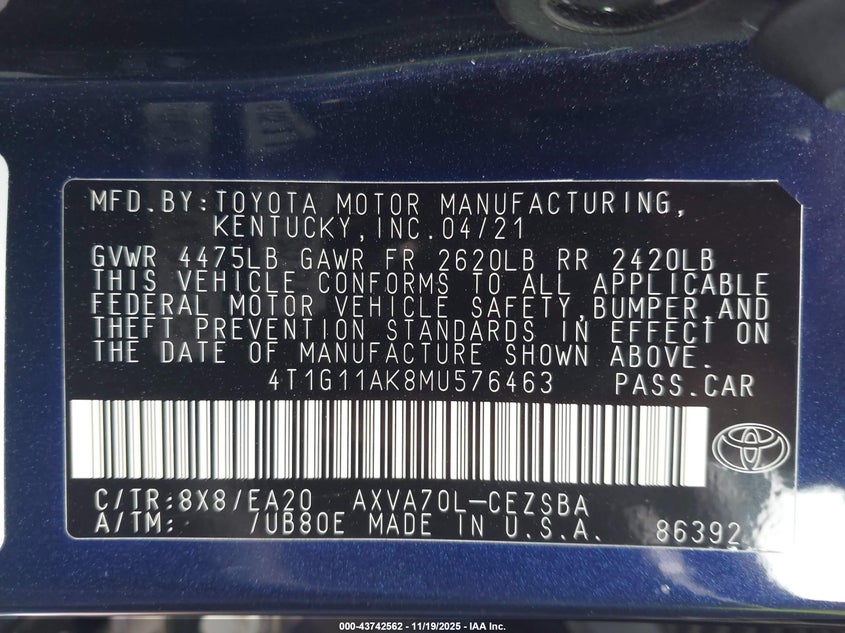 MFD.BY:TOYOTA MOTOR MANUFACTURING,
KENTUCKY,INC.04/21
GVWR 4475LB GAWR FR 2620LB RR 2420LB
THIS VEHICLE CONFORMS TO ALL APPLICABLE
FEDERAL MOTOR VEHICLE SAFETY,BUMPER,AND
THEFT PREVENTION STANDARDS IN EFFECT ON
THE DATE OF MANUFACTURE SHOWN ABOVE.
4T1G11AK8MU576463 PASS.CAR
C/TR:8X8/EA20 AXVA70L-CEZSBA
A/TM: /UB80E MADE IN U.S.A. 86392
000-43742562 - 11/19/2025 - IAA Inc.